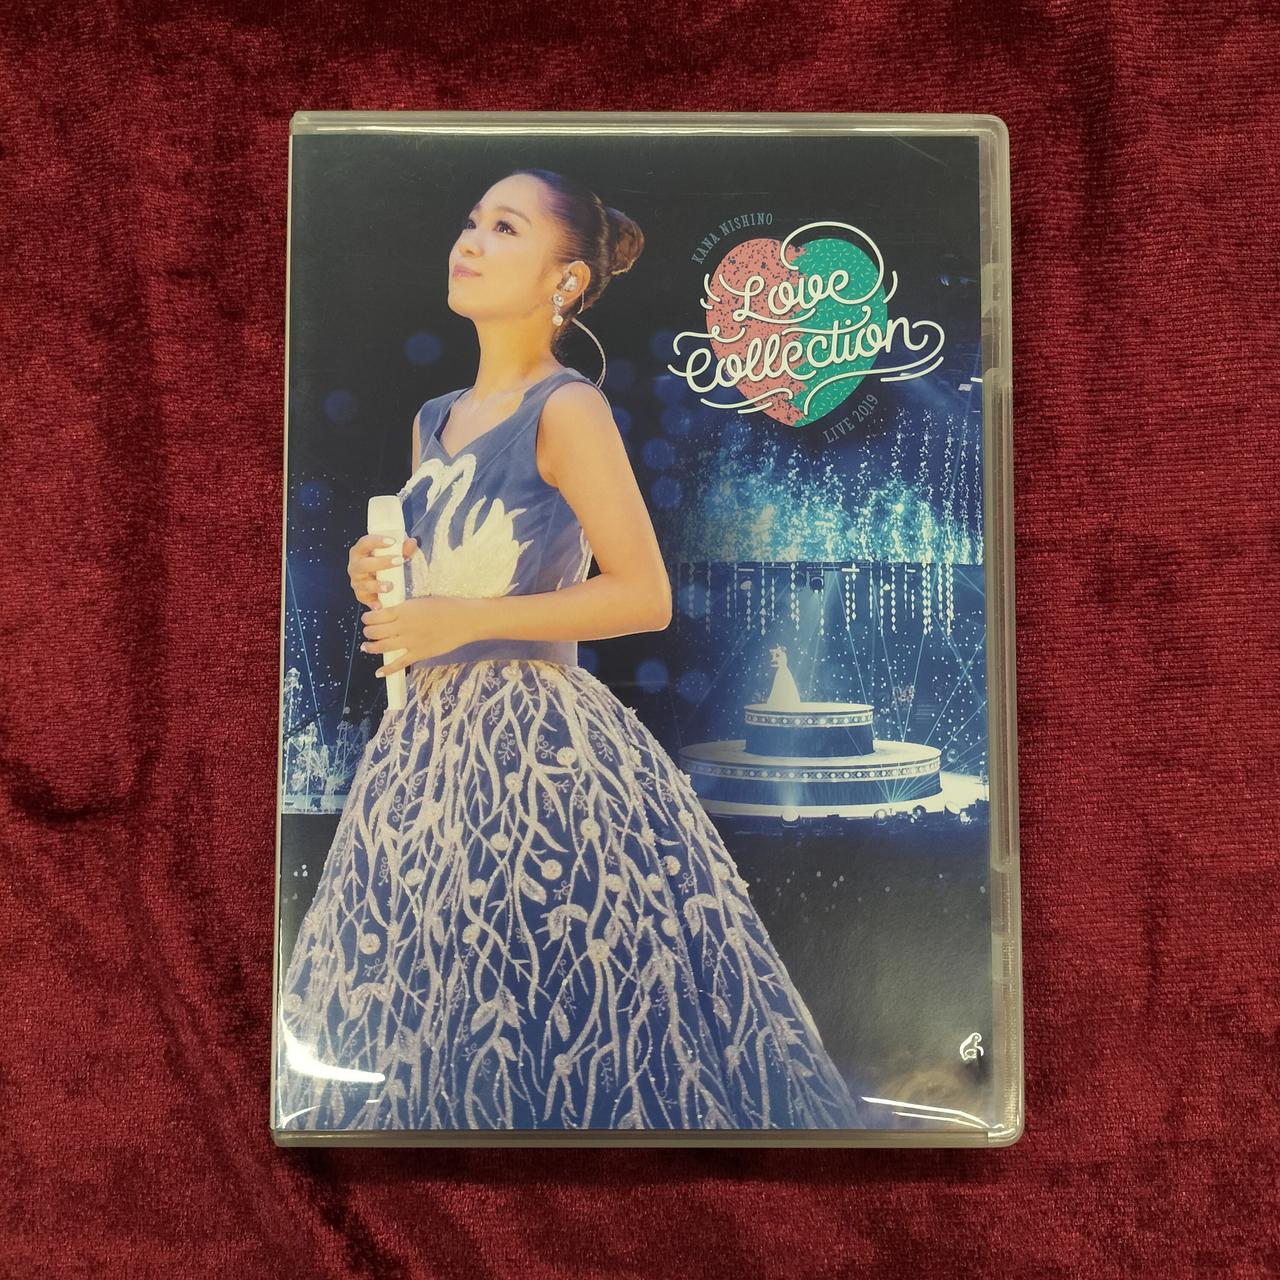 KANA NISHINO
Love
Collection
LIVE 2019